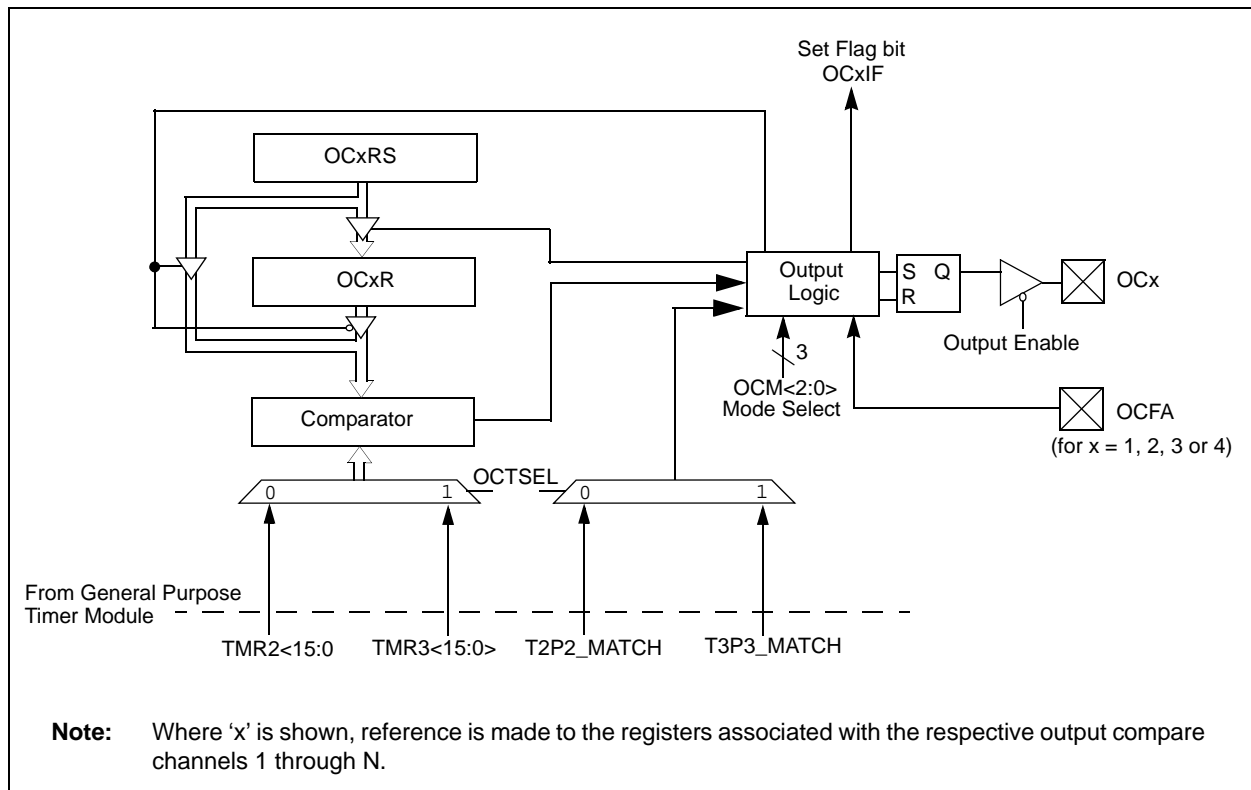 Set Flag bit
OCxIF
OCxRS
OCxR
Output
Logic
S Q
R
OCx
Output Enable
3
OCM<2:0>
Mode Select
OCFA
(for x = 1, 2, 3 or 4)
Comparator
0 1
OCTSEL
0 1
From General Purpose
Timer Module
TMR2<15:0
TMR3<15:0>
T2P2_MATCH
T3P3_MATCH
Note: Where ‘x’ is shown, reference is made to the registers associated with the respective output compare
channels 1 through N.